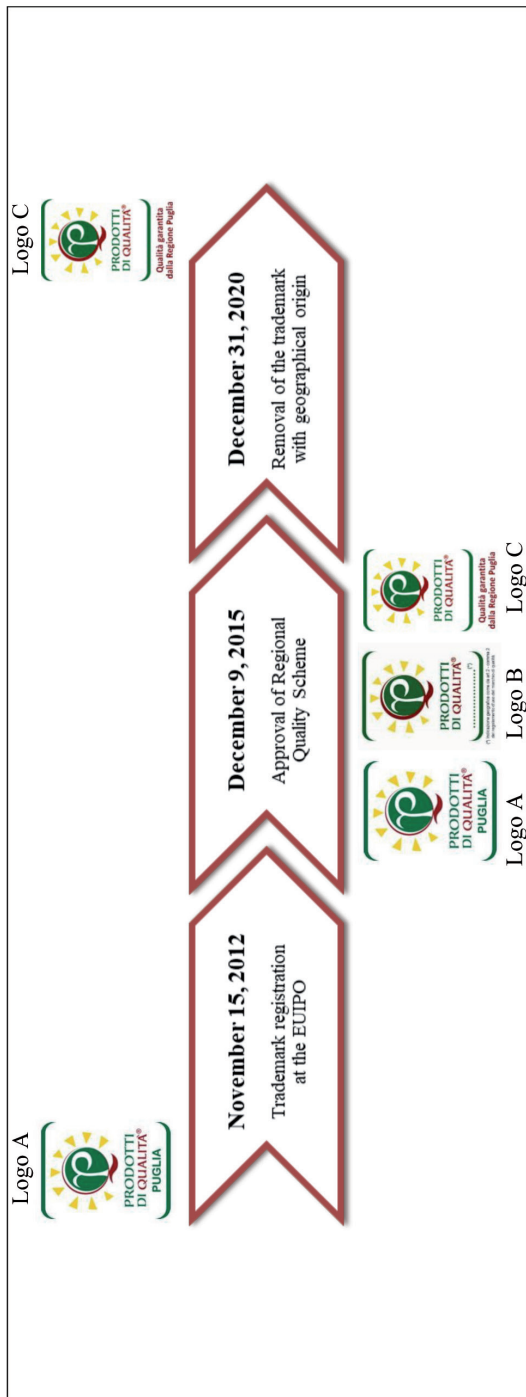 Logo A
PRODOTTI
DI QUALITÀ®
PUGLIA
November 15, 2012
Trademark registration
at the EUIPO
December 9, 2015
Approval of Regional
Quality Scheme
Logo A
PRODOTTI
DI QUALITÀ®
PUGLIA
Logo B
PRODOTTI
DI QUALITÀ®
....................(*)
Logo C
PRODOTTI
DI QUALITÀ®
Qualità garantita
dalla Regione Puglia
December 31, 2020
Removal of the trademark
with geographical origin
Logo C
PRODOTTI
DI QUALITÀ®
Qualità garantita
dalla Regione Puglia